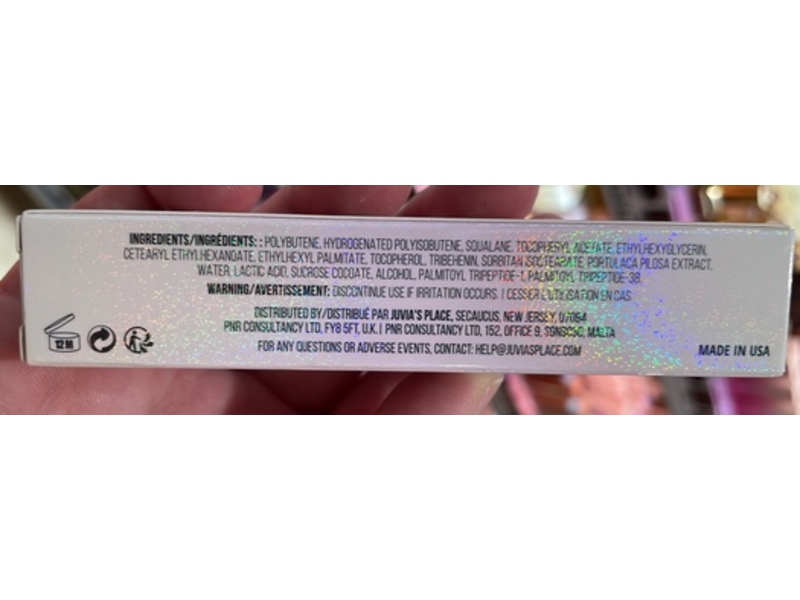 INGREDIENTS/INGRÉDIENTS: : POLYBUTENE, HYDROGENATED POLYISOBUTENE, SQUALANE, TOCOPHERYL ACETATE, ETHYLHEXYGLYCERIN,
CETEARYL ETHYLHEXANOATE, ETHYLHEXYL PALMITATE, TOCOPHEROL, TRIBEHENIN, SORBITAN ISOSTEARATE, PORTULACA PILOSA EXTRACT,
WATER, LACTIC ACID, SUCROSE COCOATE, ALCOHOL, PALMITOYL TRIPEPTIDE-1, PALMITOYL TRIPEPTIDE-38.
WARNING/AVERTISSEMENT: DISCONTINUE USE IF IRRITATION OCCURS. | CESSER L'UTILISATION EN CAS
DISTRIBUTED BY/DISTRIBUÉ PAR JUVIA'S PLACE, SECAUCUS, NEW JERSEY, 07064
PNR CONSULTANCY LTD, FY8 5FT, U.K. | PNR CONSULTANCY LTD, 152, OFFICE 9, MALTA
FOR ANY QUESTIONS OR ADVERSE EVENTS, CONTACT: HELP@JUVIASPLACE.COM
12 M
MADE IN USA